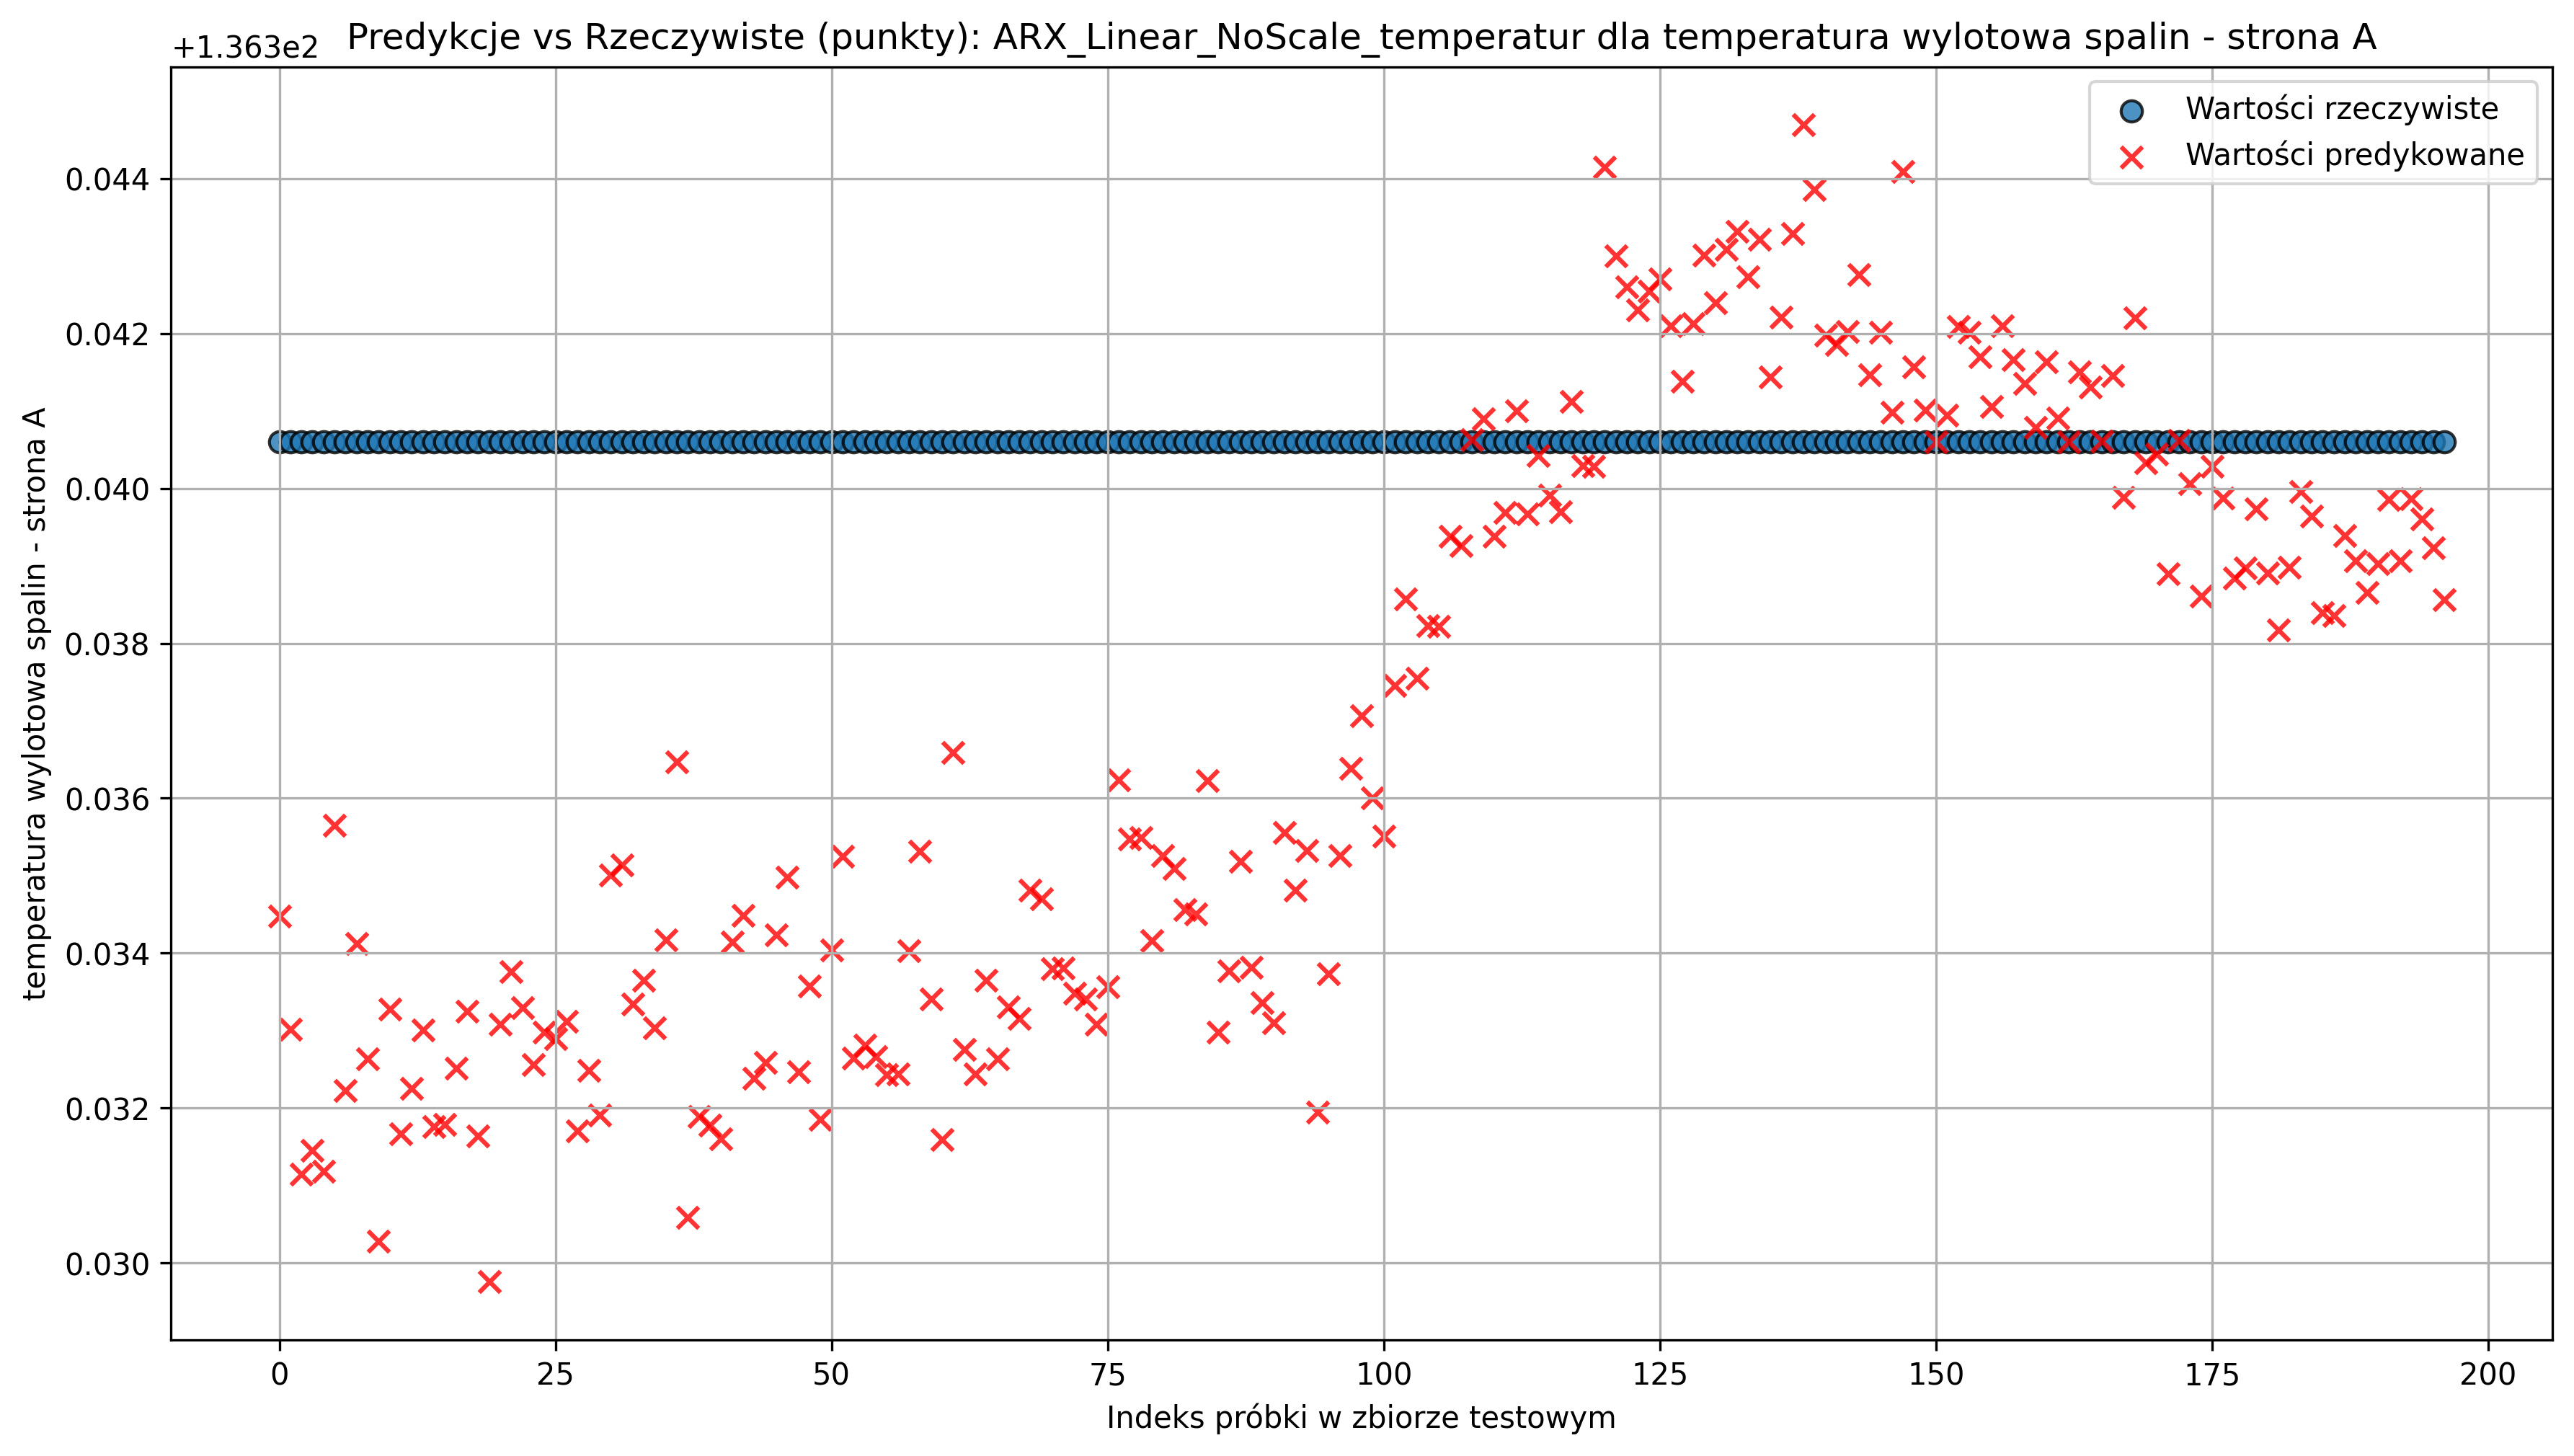 Predykcje vs Rzeczywiste (punkty): ARX_Linear_NoScale_temperatur dla temperatura wylotowa spalin - strona A
+1.363e2
Wartości rzeczywiste
Wartości predykowane
temperatura wylotowa spalin - strona A
0.044
0.042
0.040
0.038
0.036
0.034
0.032
0.030
0
25
50
75
100
125
150
175
200
Indeks próbki w zbiorze testowym